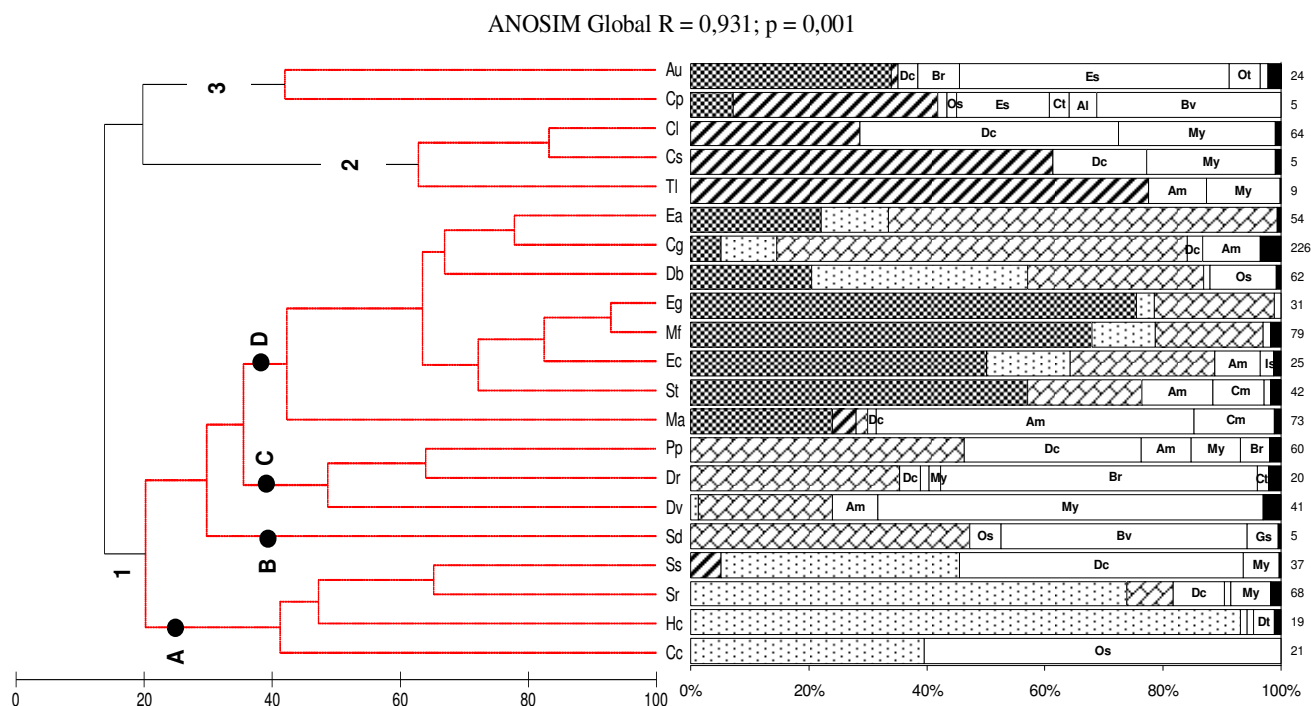 ANOSIM Global R = 0,931; p = 0,001
3
Au Dc Br Es Ot 24
Cp Os Es Ct Al Bv 5
Cl Dc My 64
2
Cs Dc My 5
Tl Am My 9
Ea 54
Cg Dc Am 226
Db Os 62
Eg 31
D
Mf 79
Ec Am Is 25
St Am Cm 42
Ma Dc Am Cm 73
Pp Dc Am My Br 60
C
Dr Dc My Br Ct 20
Dv Am My 41
Sd Os Bv Gs 5
B
1
Ss Dc My 37
Sr Dc My 68
Hc Dt 19
A
Cc Os 21
0 20 40 60 80 100 0% 20% 40% 60% 80% 100%